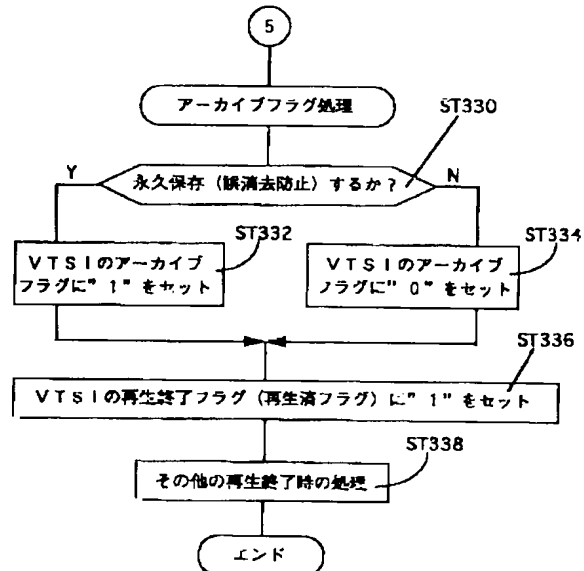 5
アーカイブフラグ処理
ST330
永久保存（誤消去防止）するか？
Y
N
ST332
ST334
VTSIのアーカイブ
フラグに"1"をセット
VTSIのアーカイブ
フラグに"0"をセット
ST336
VTSIの再生終了フラグ（再生済フラグ）に"1"をセット
ST338
その他の再生終了時の処理
エンド